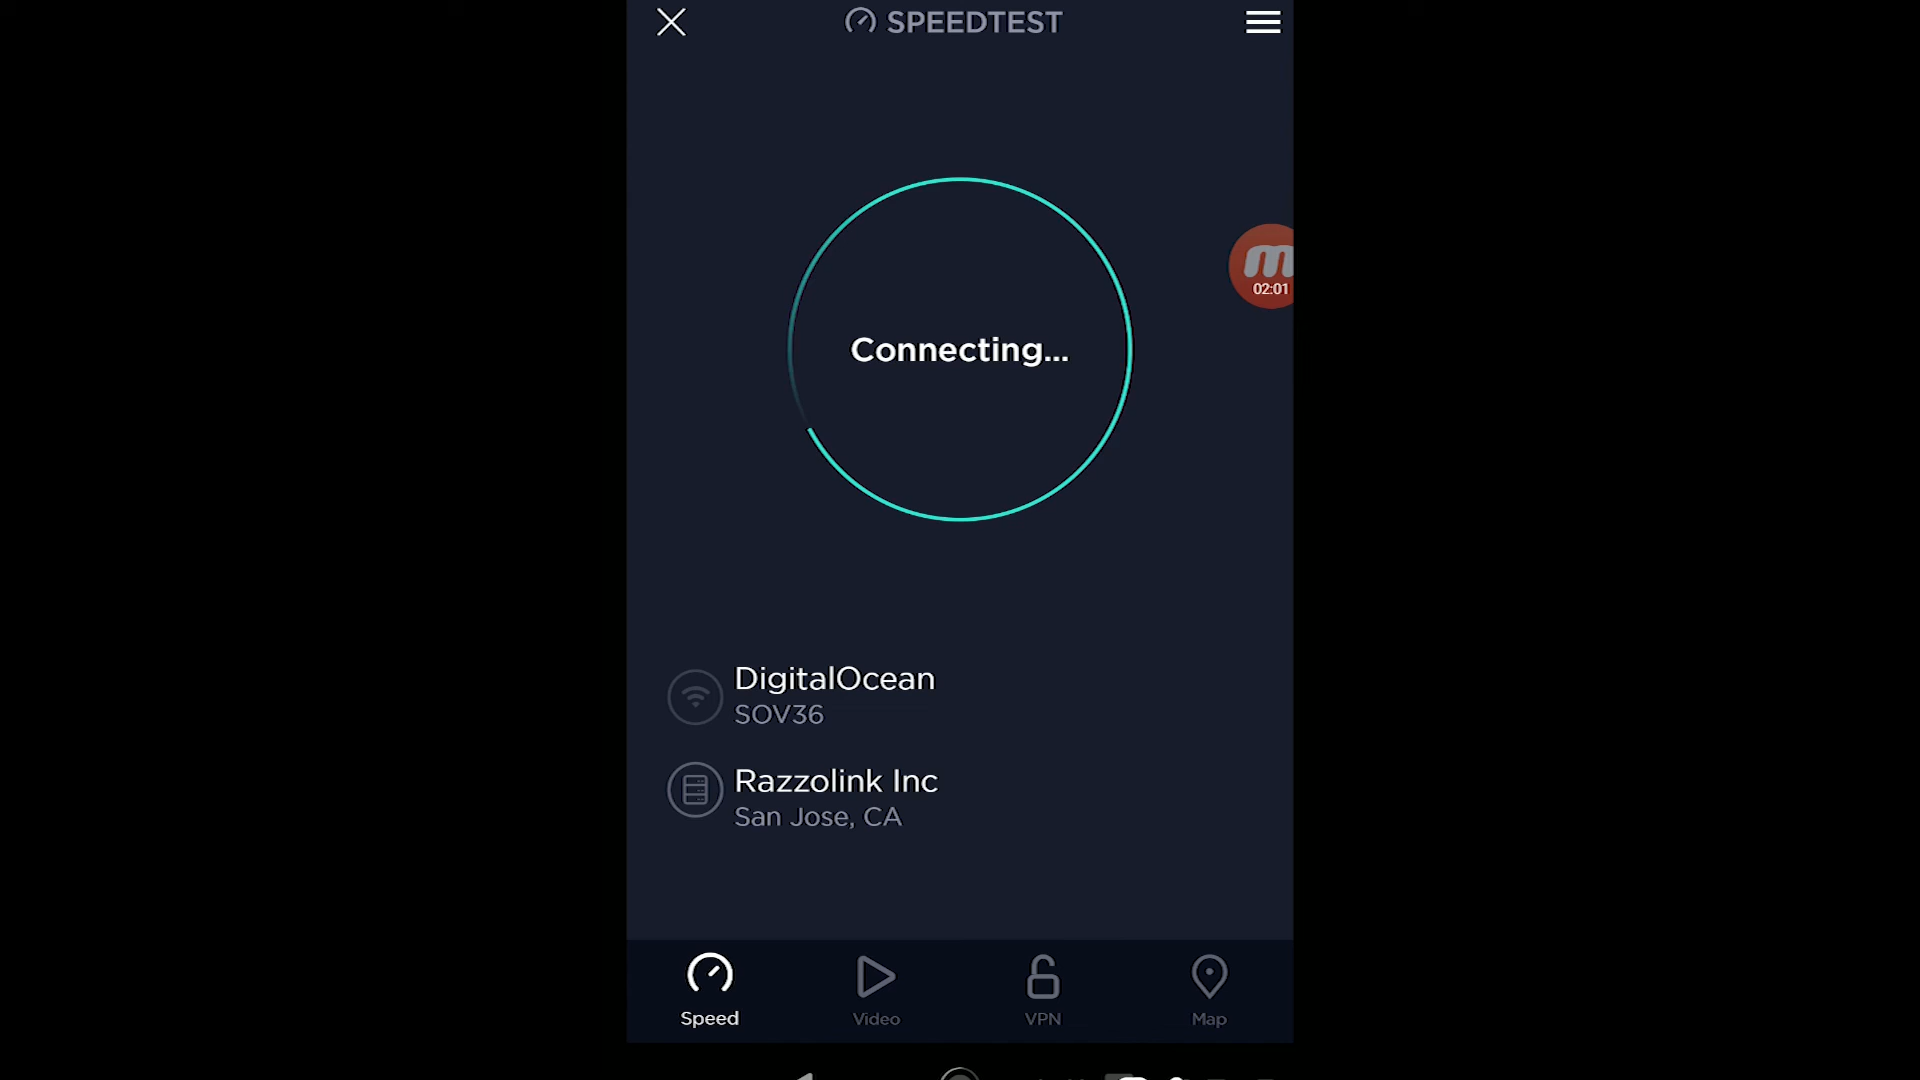 SPEEDTEST
02:01
Connecting...
DigitalOcean
SOV36
Razzolink Inc
San Jose, CA
Speed
Video
VPN
Map